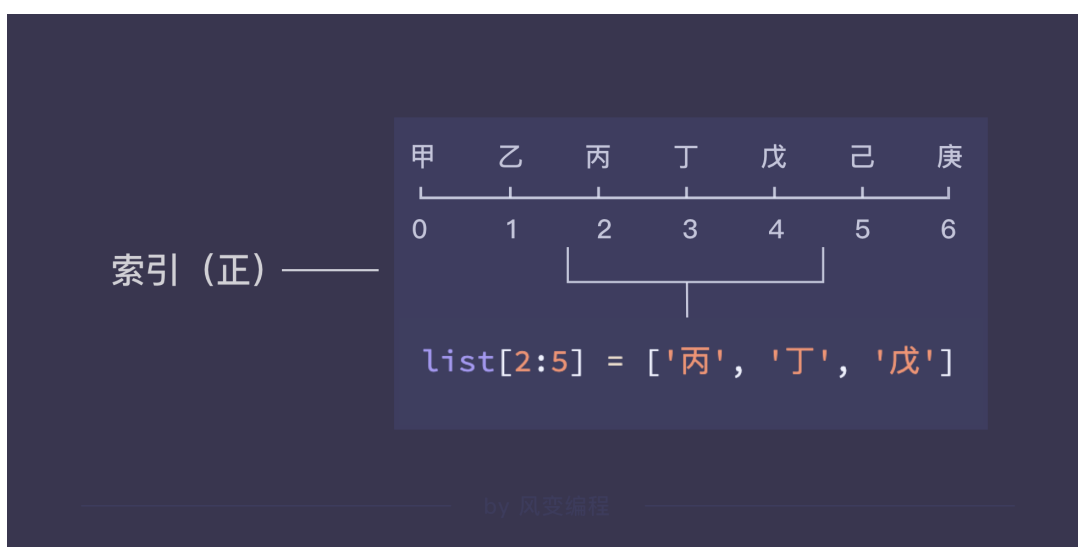 甲 乙 丙 丁 戊 己 庚
0 1 2 3 4 5 6
索引（正）
list[2:5] = ['丙', '丁', '戊']
by 风变编程